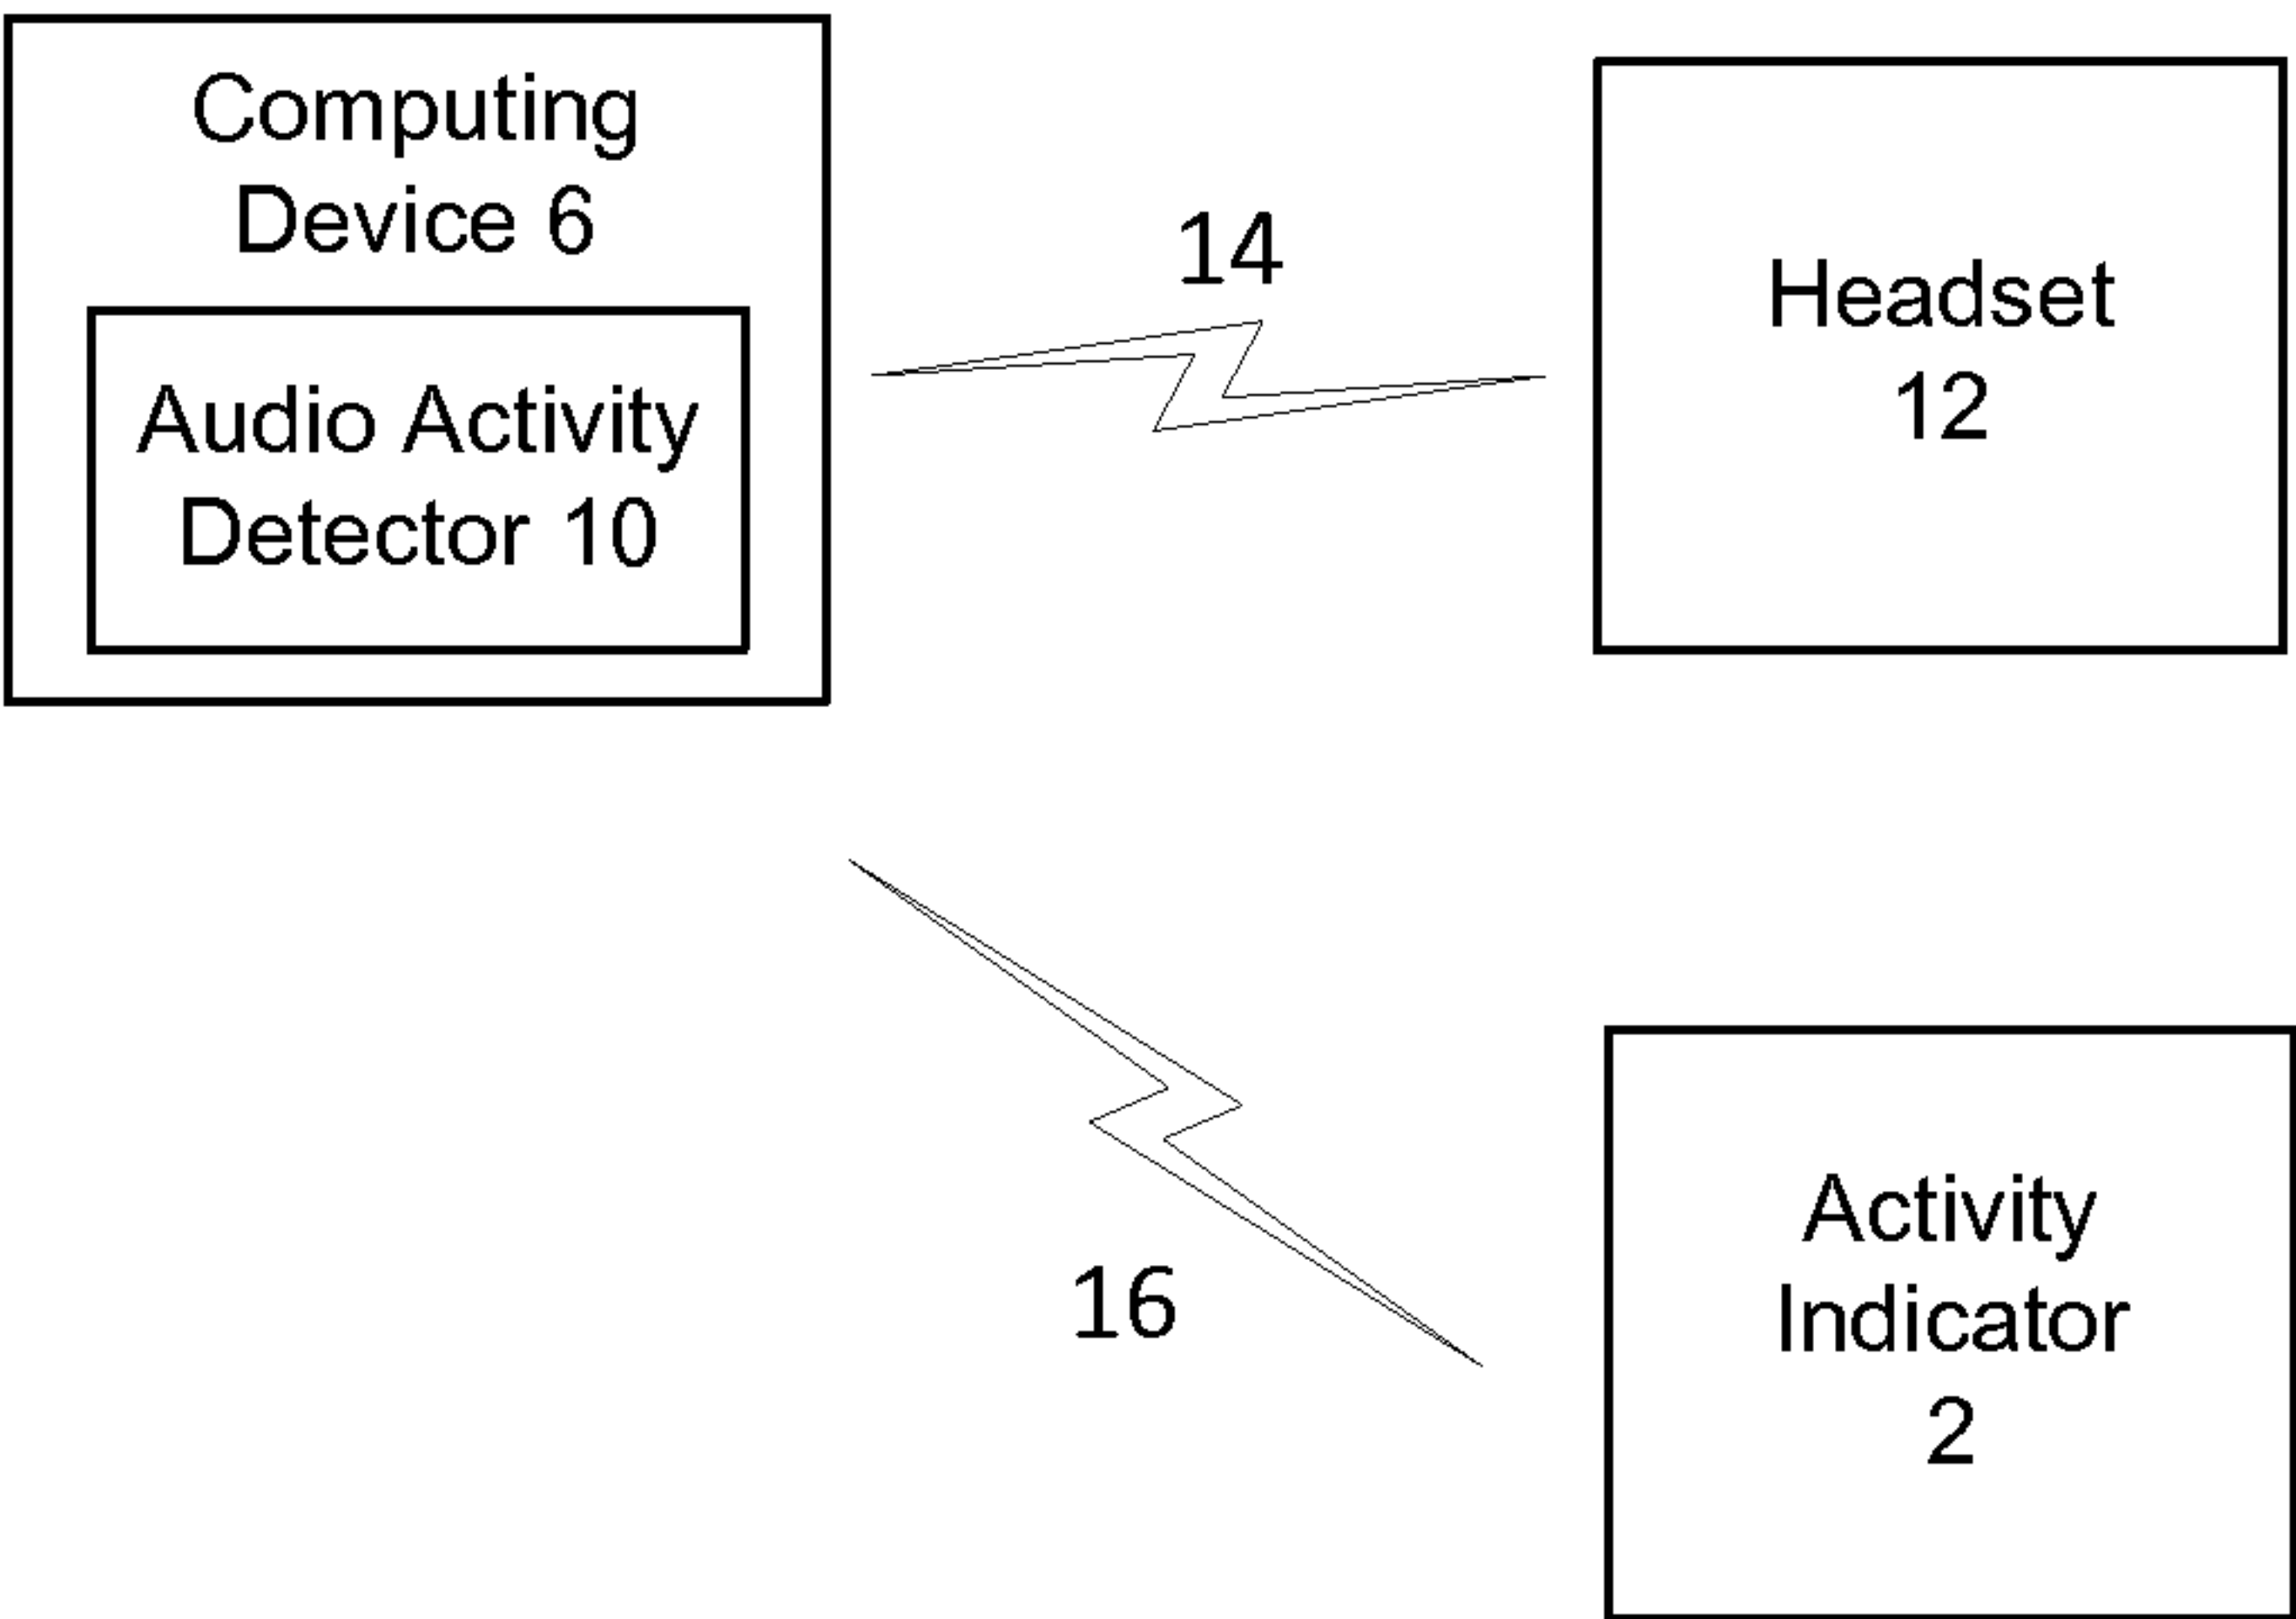 Computing
Device 6
Audio Activity
Detector 10
14
Headset
12
16
Activity
Indicator
2